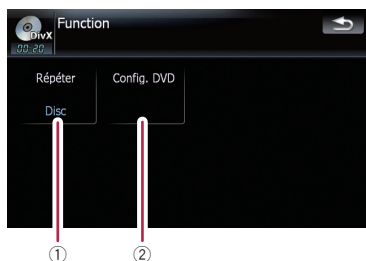 Function
DivX
00:20
Répéter
Config. DVD
Disc
① ②